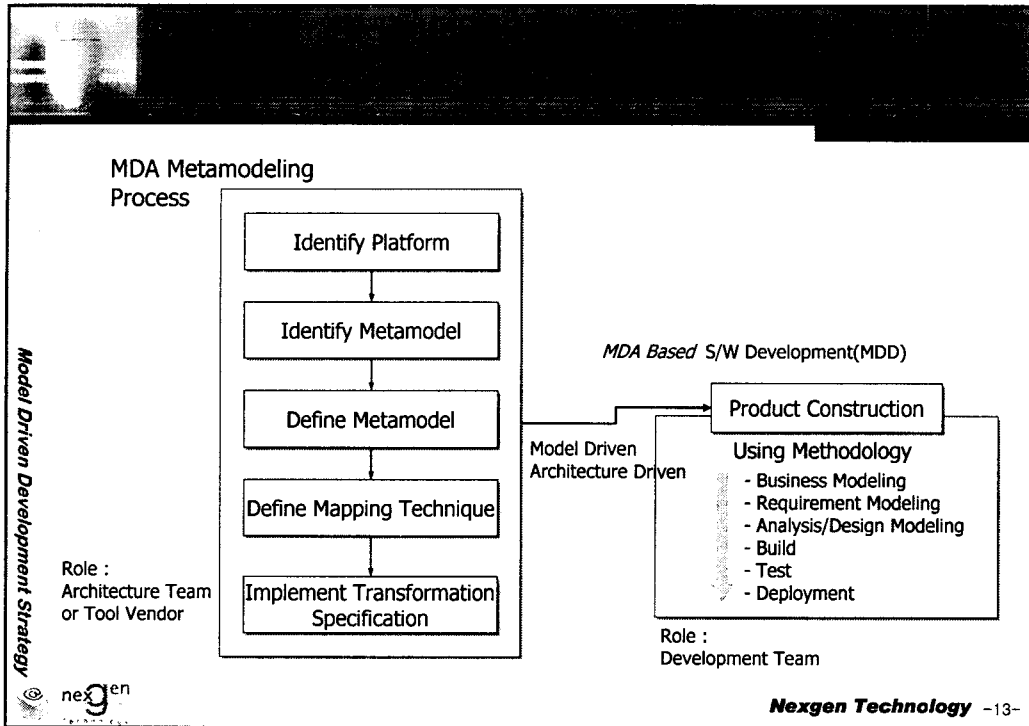 MDA Metamodeling
Process
Identify Platform
Identify Metamodel
Define Metamodel
Define Mapping Technique
Implement Transformation
Specification
Role :
Architecture Team
or Tool Vendor
Model Driven
Architecture Driven
MDA Based S/W Development(MDD)
Product Construction
Using Methodology
- Business Modeling
- Requirement Modeling
- Analysis/Design Modeling
- Build
- Test
- Deployment
Role :
Development Team
Model Driven Development Strategy
nexgen
Nexgen Technology -13-